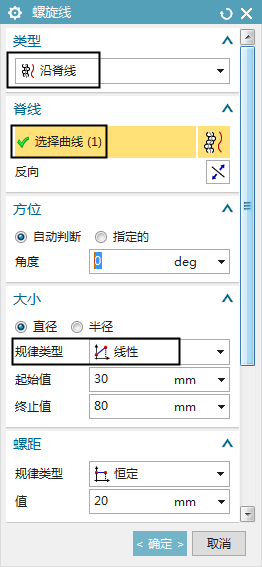 螺旋线
类型
沿脊线
脊线
选择曲线 (1)
反向
方位
自动判断 指定的
角度 0 deg
大小
直径 半径
规律类型 线性
起始值 30 mm
终止值 80 mm
螺距
规律类型 恒定
值 20 mm
< 确定 > 取消